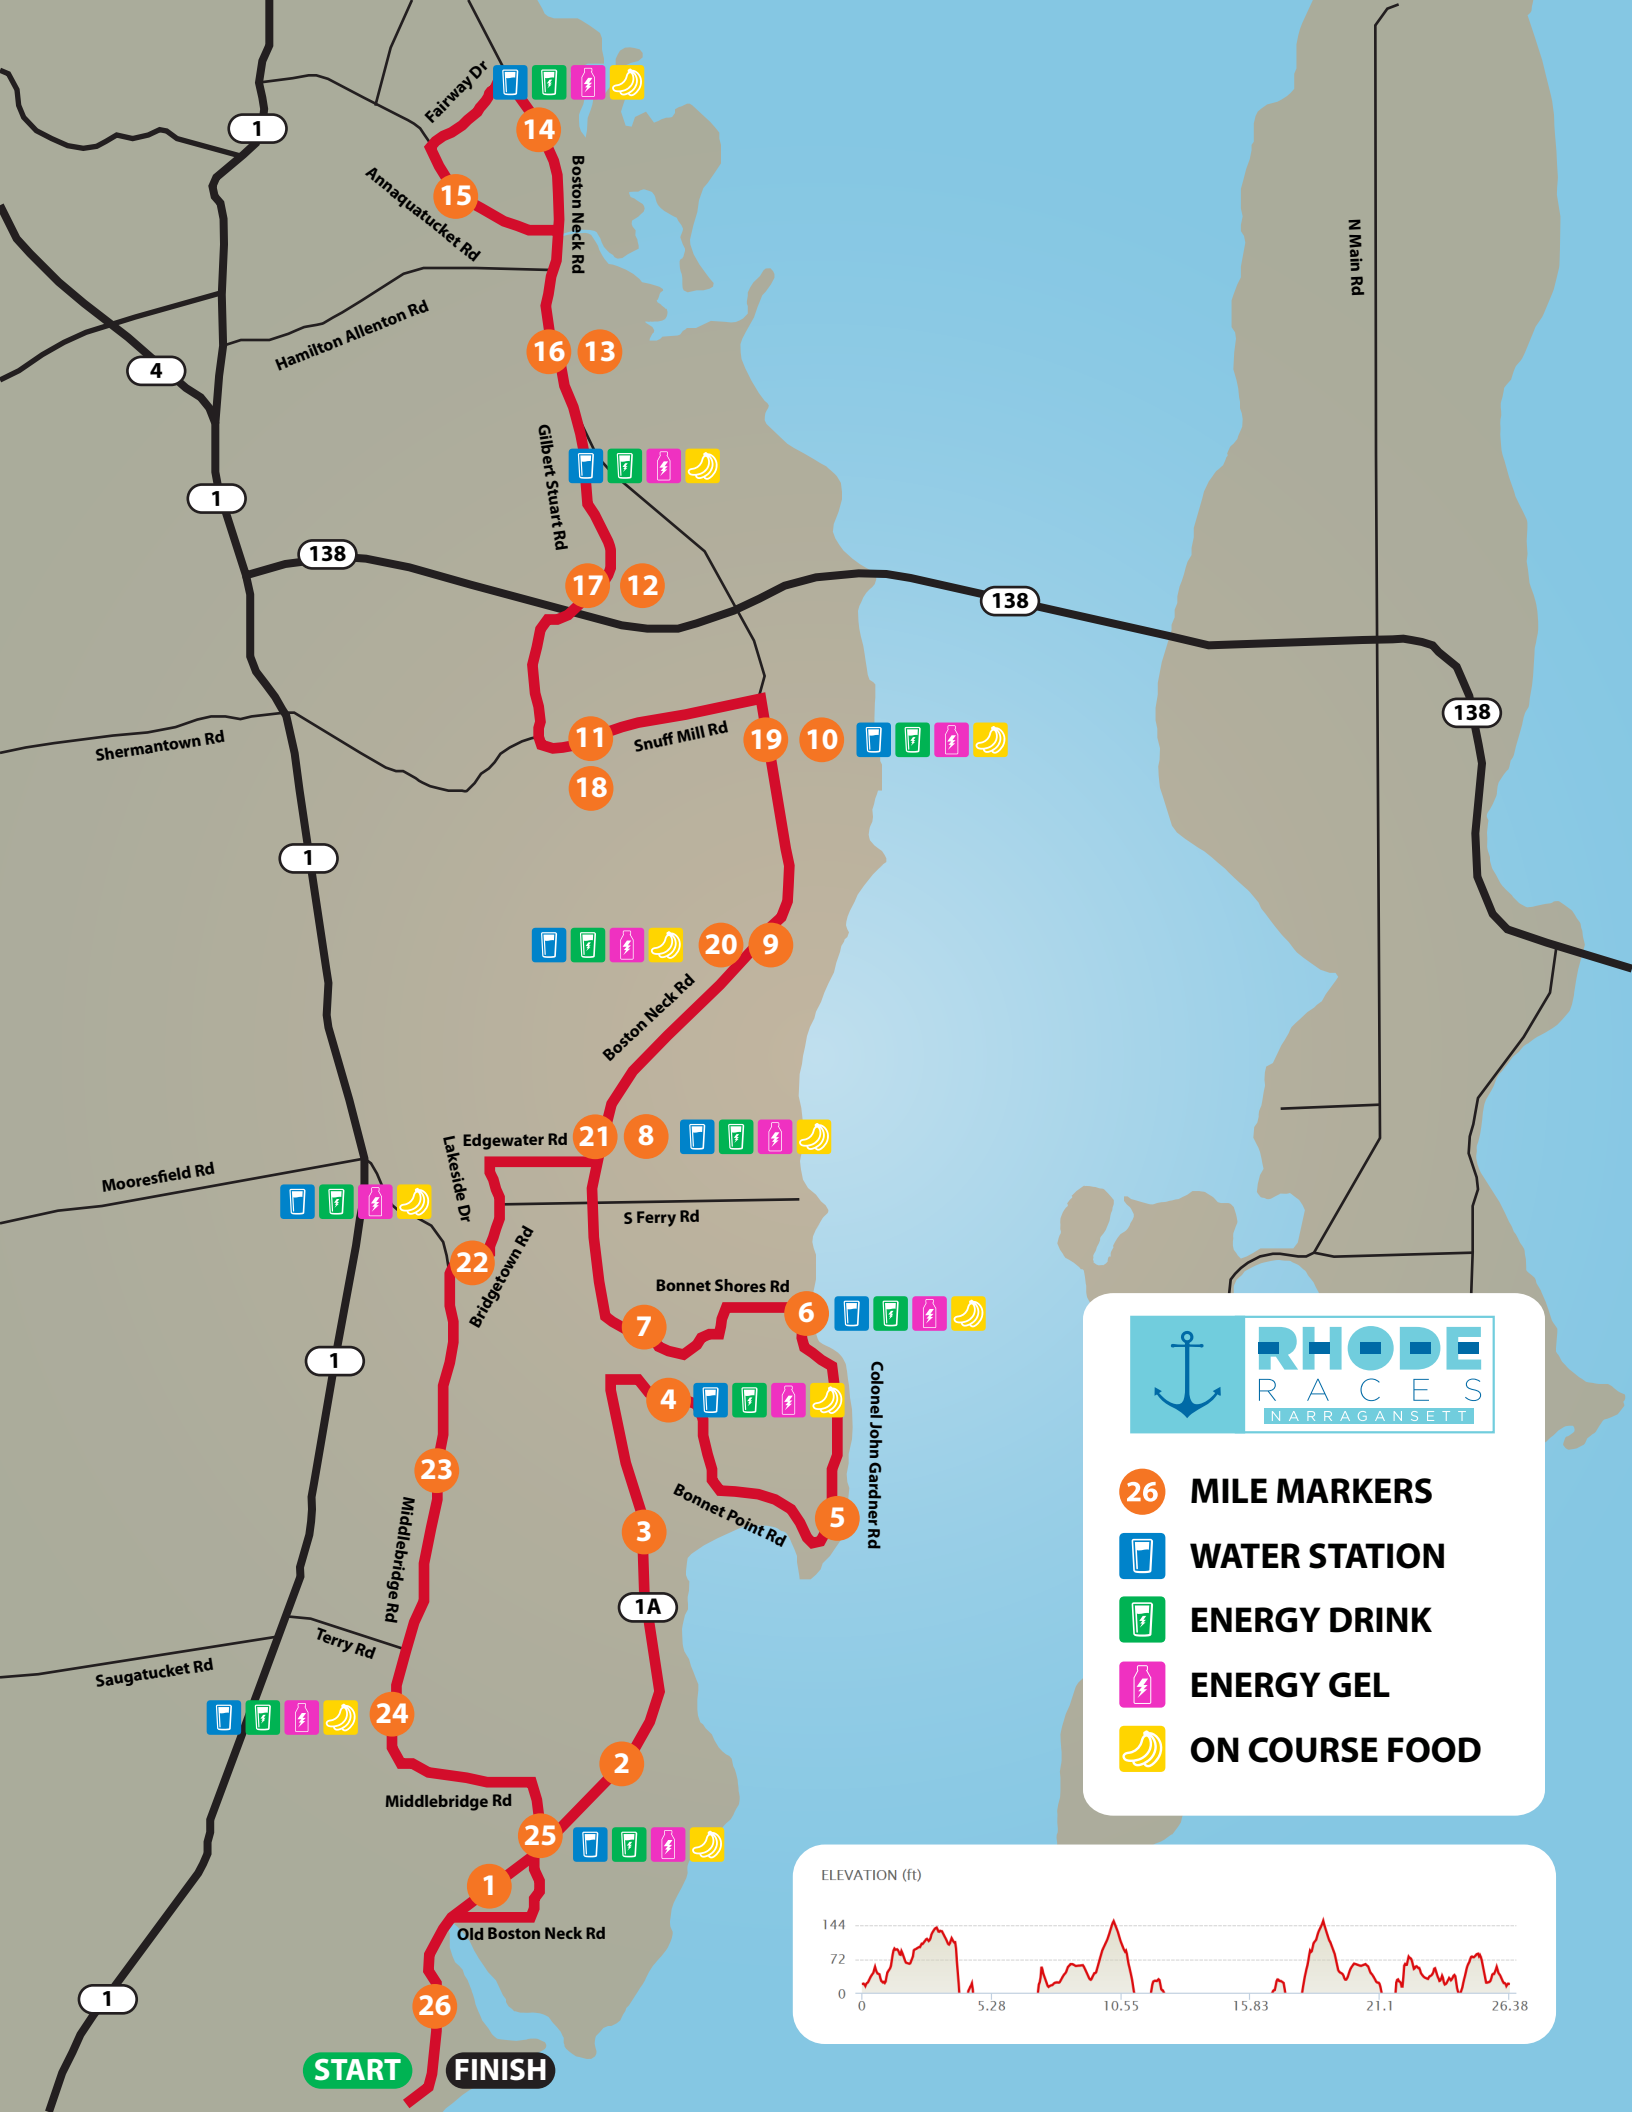 Fairway Dr
1
14
Boston Neck Rd
15
Annaquatucket Rd
N Main Rd
Hamilton Allenton Rd
16
13
4
Gilbert Stuart Rd
1
138
17
12
138
138
Shermantown Rd
11
Snuff Mill Rd
19
10
18
1
20
9
Boston Neck Rd
Edgewater Rd
21
8
Lakeside Dr
Mooresfield Rd
S Ferry Rd
22
Bridgetown Rd
Bonnet Shores Rd
6
7
1
4
Colonel John Gardner Rd
23
Bonnet Point Rd
5
3
Middlebridge Rd
1A
Terry Rd
Saugatucket Rd
24
2
Middlebridge Rd
25
1
Old Boston Neck Rd
1
26
START
FINISH
RHODE
RACES
NARRAGANSETT
26 MILE MARKERS
WATER STATION
ENERGY DRINK
ENERGY GEL
ON COURSE FOOD
ELEVATION (ft)
144
72
0
0 5.28 10.55 15.83 21.1 26.38